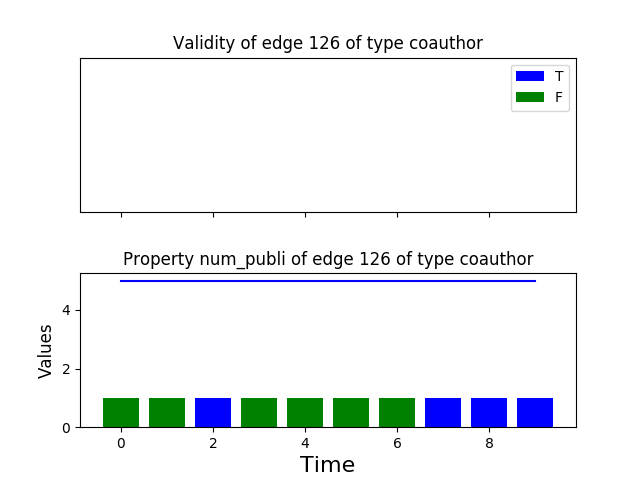 Validity of edge 126 of type coauthor
T
F
Property num_publi of edge 126 of type coauthor
Values
4
2
0
0 2 4 6 8
Time